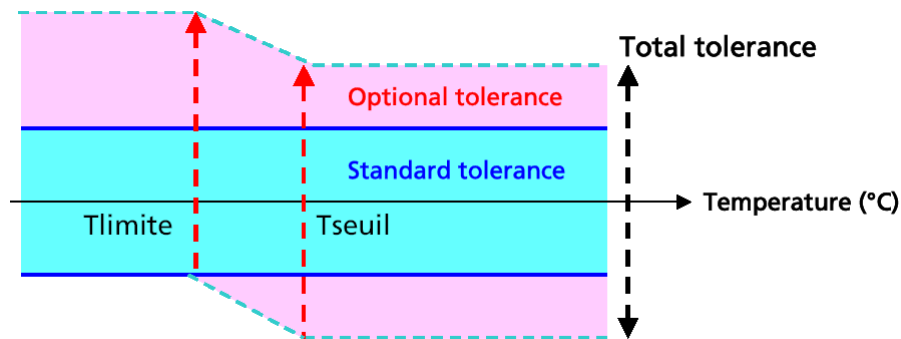 Total tolerance
Optional tolerance
Standard tolerance
Temperature (°C)
Tlimite
Tseuil